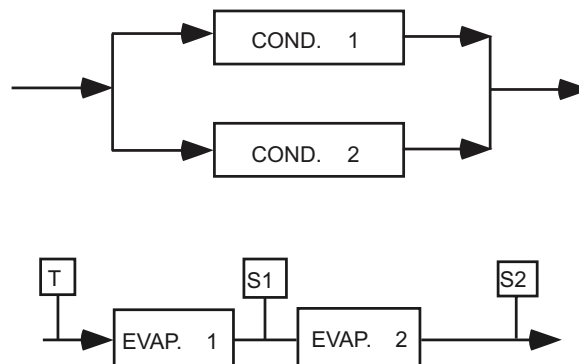 COND. 1
COND. 2
T
S1
S2
EVAP. 1
EVAP. 2